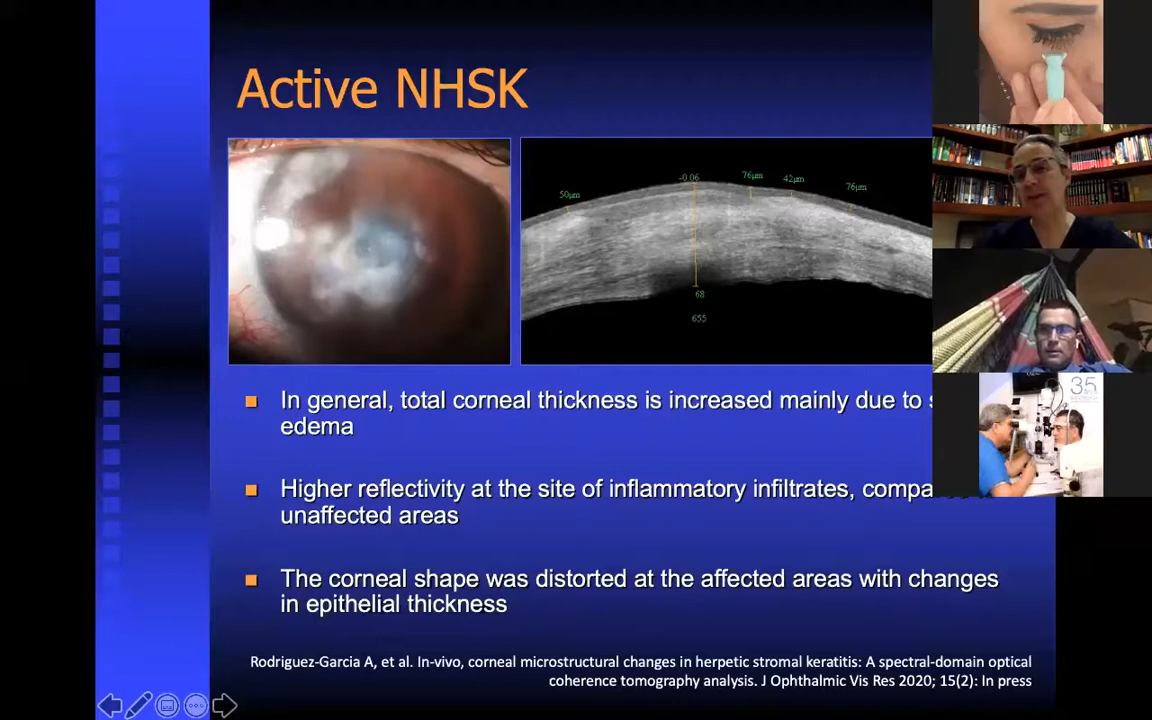 Active NHSK
50µm
-0.06
76µm
42µm
76µm
68
655
In general, total corneal thickness is increased mainly due to
edema
Higher reflectivity at the site of inflammatory infiltrates,
unaffected areas
The corneal shape was distorted at the affected areas with changes
in epithelial thickness
Rodriguez-Garcia A, et al. In-vivo, corneal microstructural changes in herpetic stromal keratitis: A spectral-domain optical
coherence tomography analysis. J Ophthalmic Vis Res 2020; 15(2): In press
35